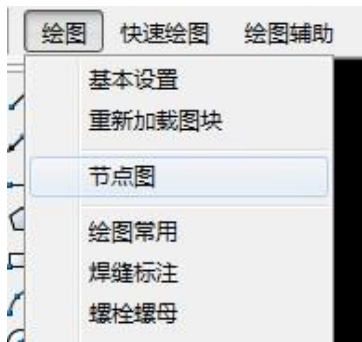 绘图 快速绘图 绘图辅助
基本设置
重新加载图块
节点图
绘图常用
焊缝标注
螺栓螺母